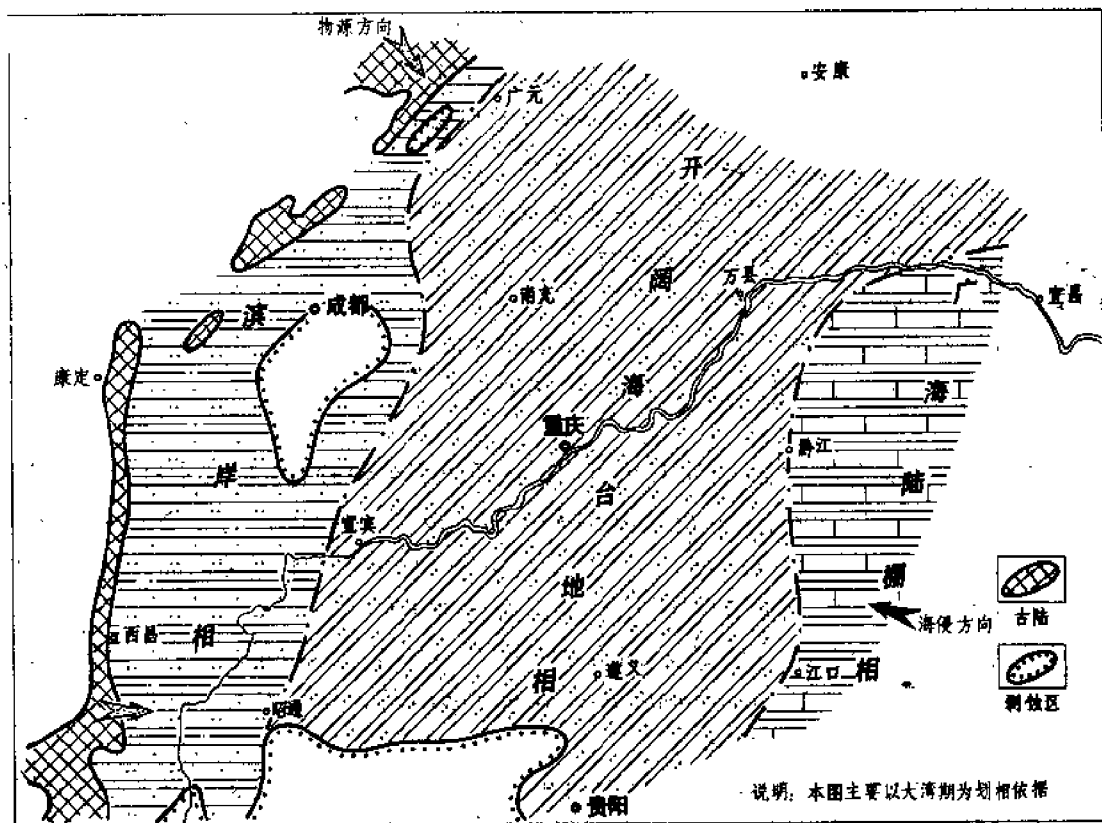 物源方向
安康
广元
开
阔
海
台
地
相
万县
宜昌
南充
滨
岸
相
成都
康定
重庆
海
陆
棚
相
黔江
宜宾
古陆
海侵方向
西昌
遵义
江口
剥蚀区
昭通
贵阳
说明：本图主要以大湾期为划相依据